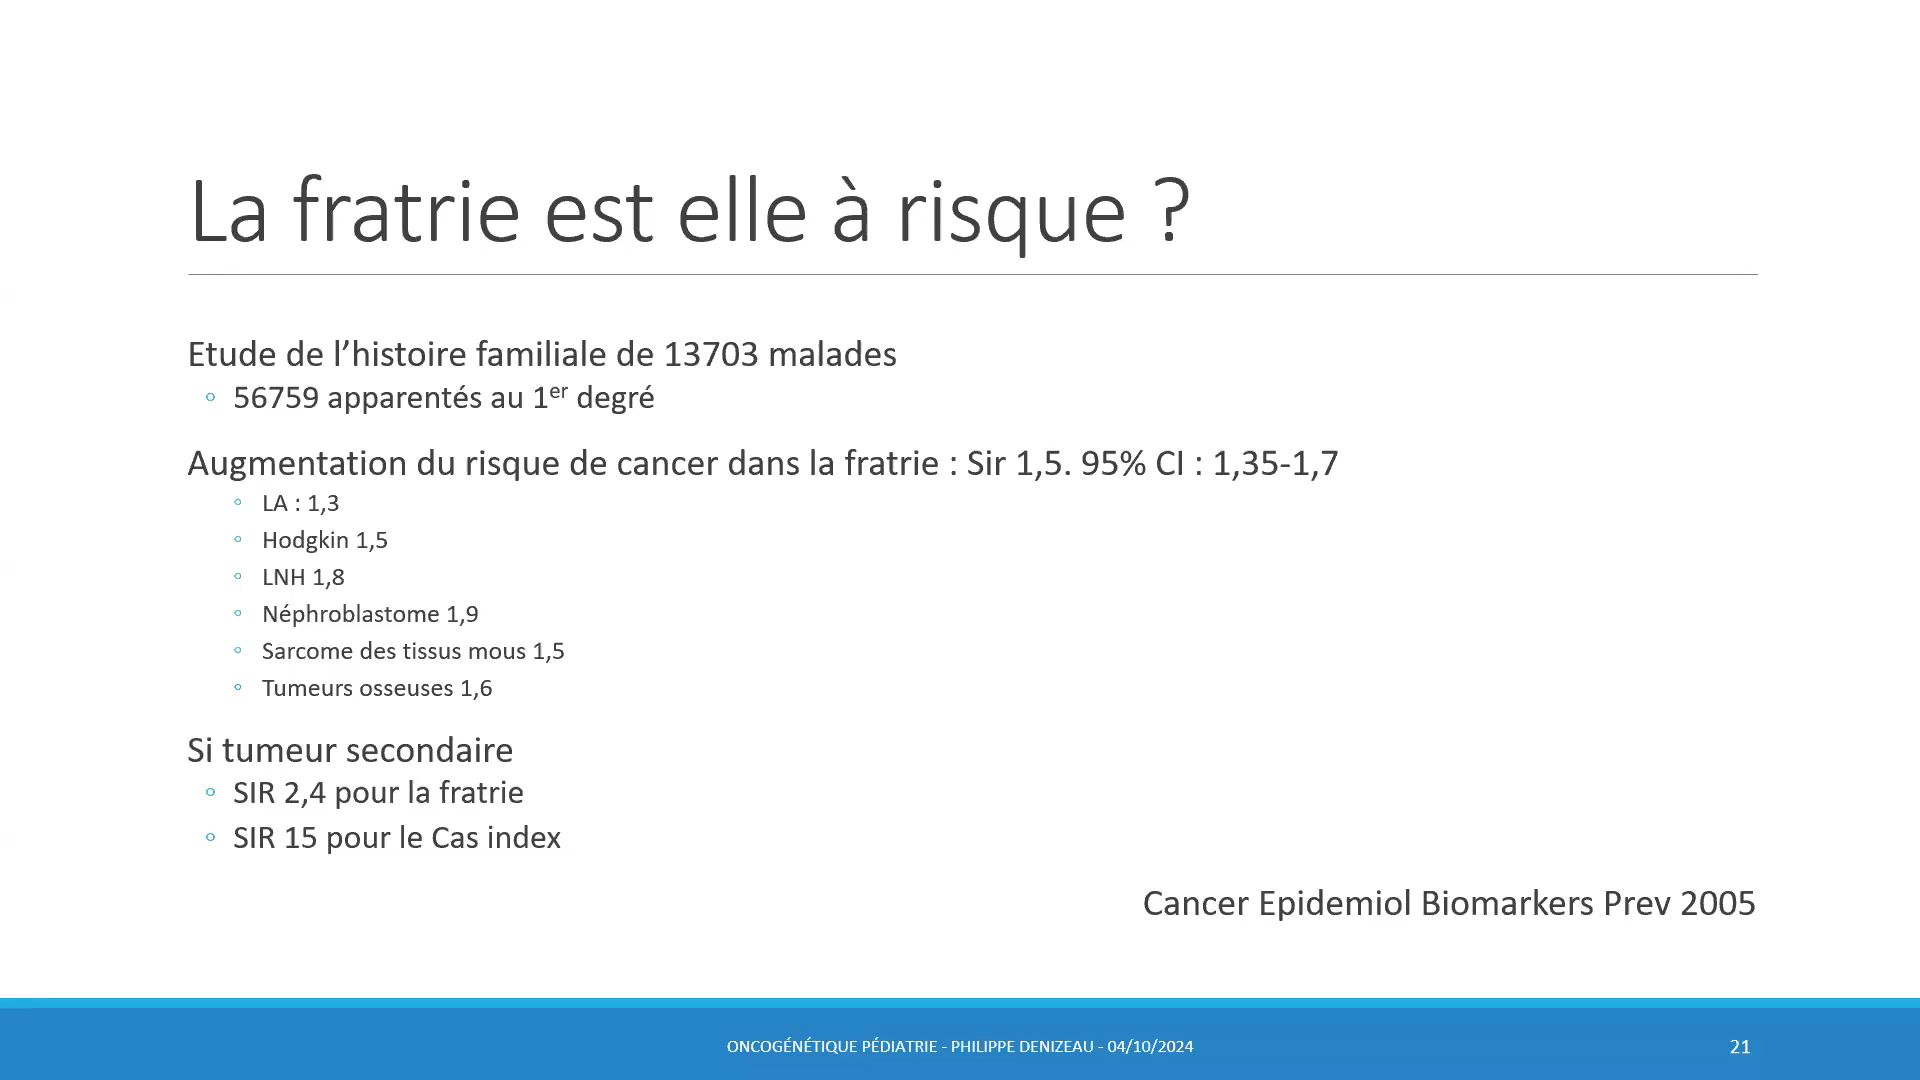 La fratrie est elle à risque ?
Etude de l’histoire familiale de 13703 malades
◦ 56759 apparentés au 1er degré
Augmentation du risque de cancer dans la fratrie : Sir 1,5. 95% CI : 1,35-1,7
◦ LA : 1,3
◦ Hodgkin 1,5
◦ LNH 1,8
◦ Néphroblastome 1,9
◦ Sarcome des tissus mous 1,5
◦ Tumeurs osseuses 1,6
Si tumeur secondaire
◦ SIR 2,4 pour la fratrie
◦ SIR 15 pour le Cas index
Cancer Epidemiol Biomarkers Prev 2005
ONCOGÉNÉTIQUE PÉDIATRIE - PHILIPPE DENIZEAU - 04/10/2024
21